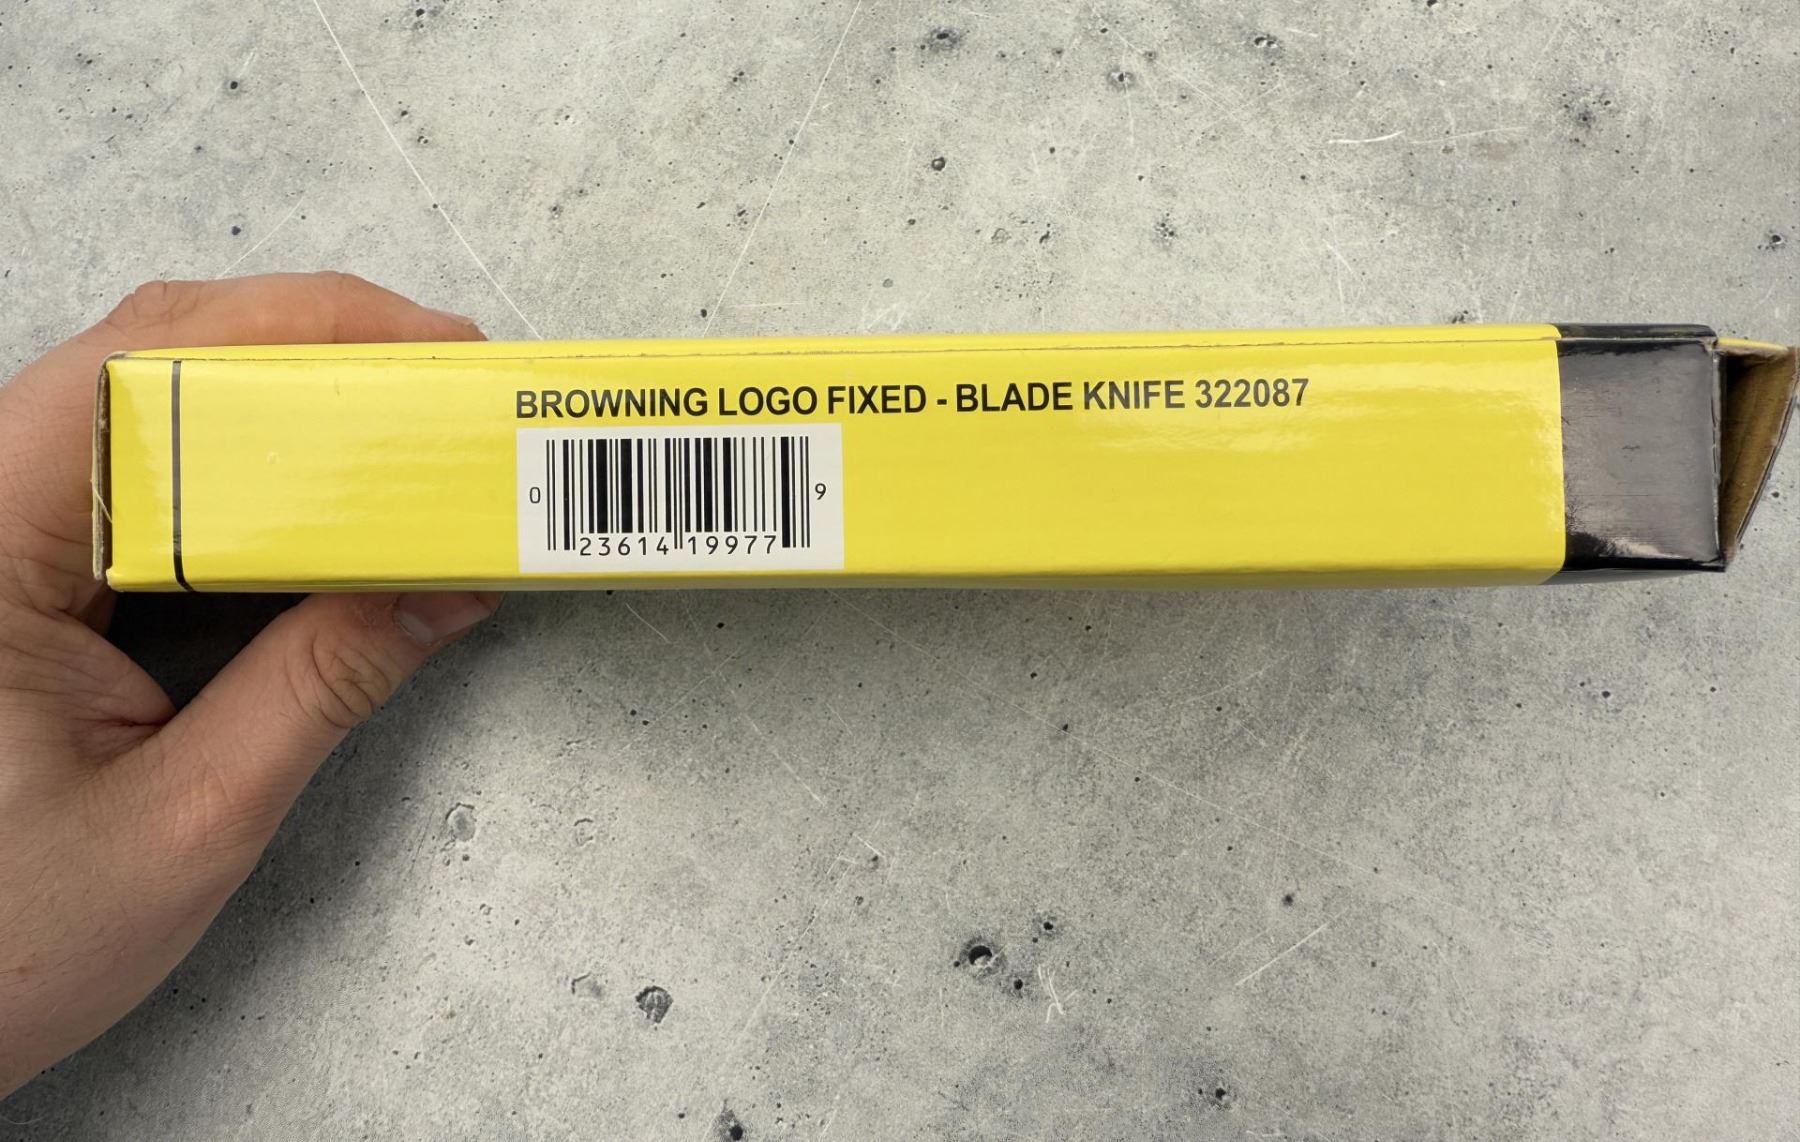 BROWNING LOGO FIXED - BLADE KNIFE 322087
0 23614 19977 9